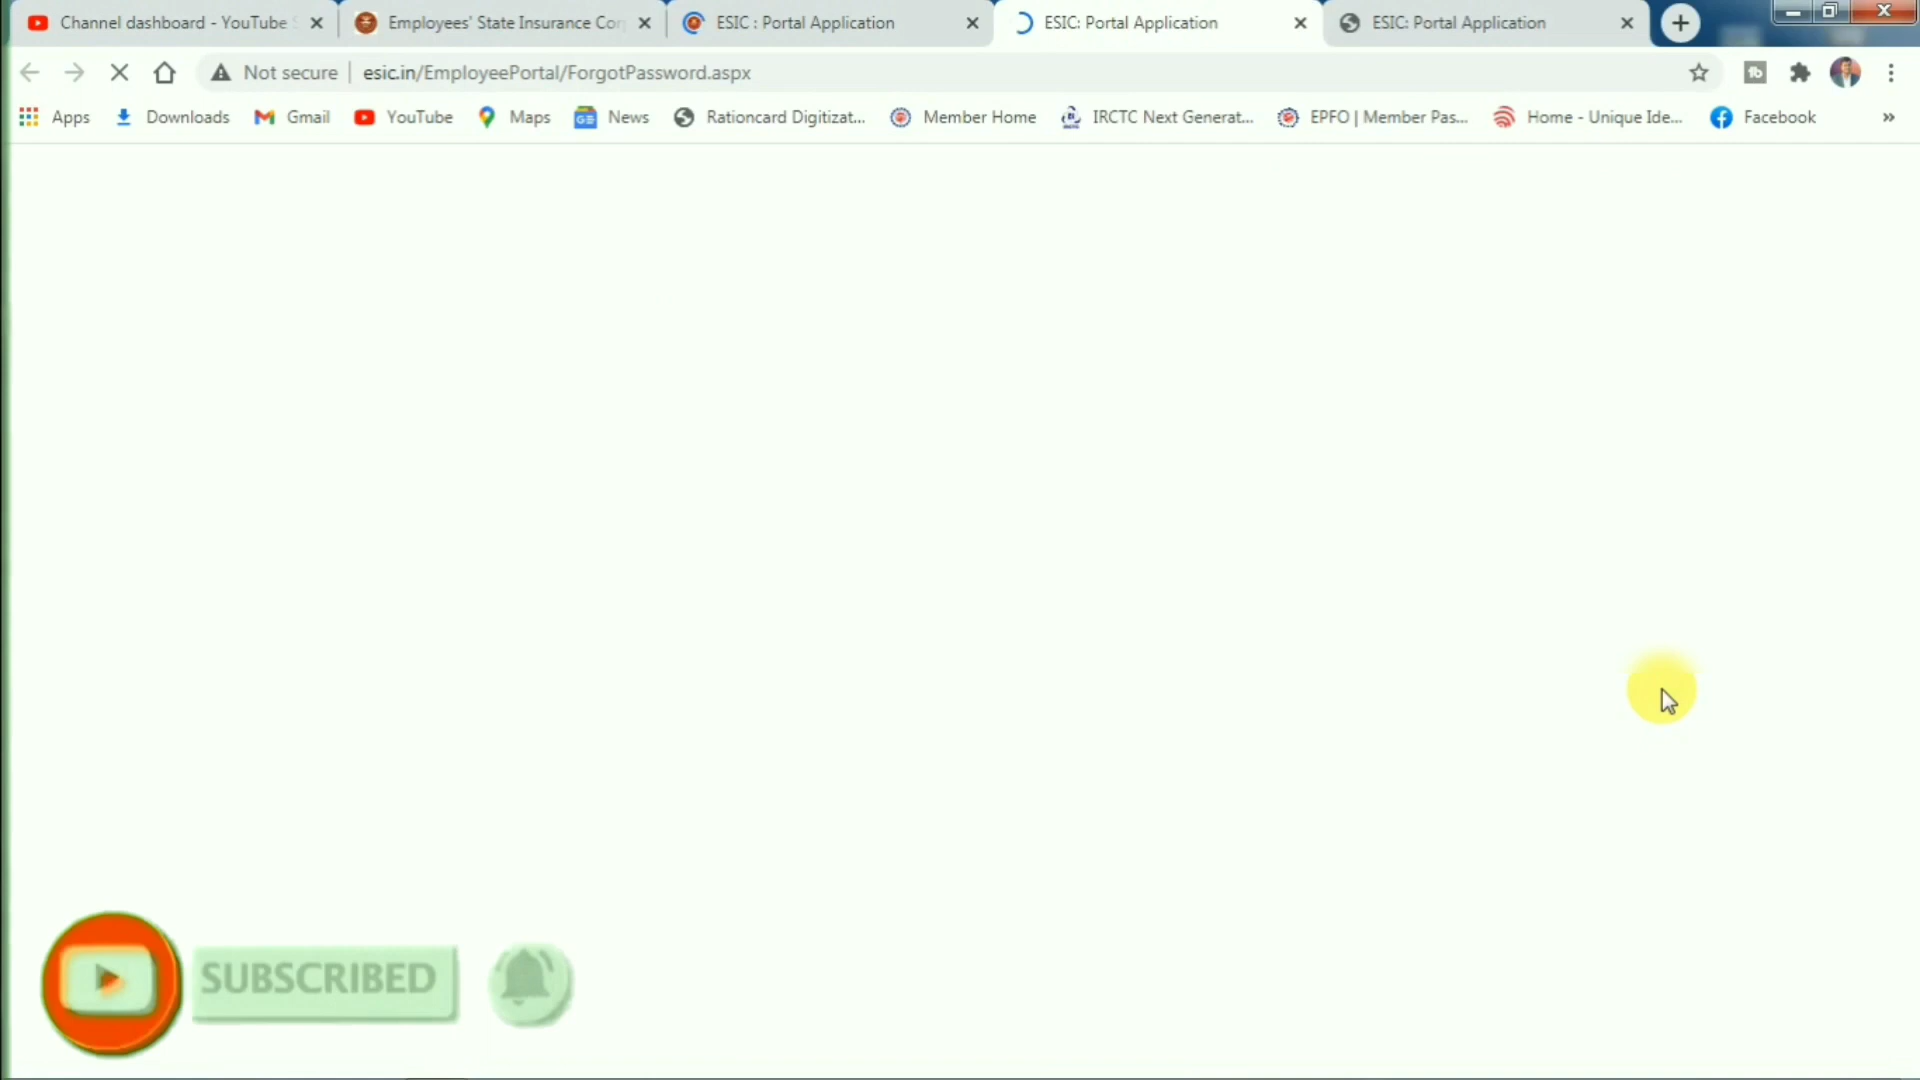 Channel dashboard - YouTube
Employees' State Insurance Cor
ESIC : Portal Application
ESIC: Portal Application
ESIC: Portal Application
Not secure
esic.in/EmployeePortal/ForgotPassword.aspx
Apps
Downloads
Gmail
YouTube
Maps
News
Rationcard Digitizat...
Member Home
IRCTC Next Generat...
EPFO | Member Pas...
Home - Unique Ide...
Facebook
»
SUBSCRIBED